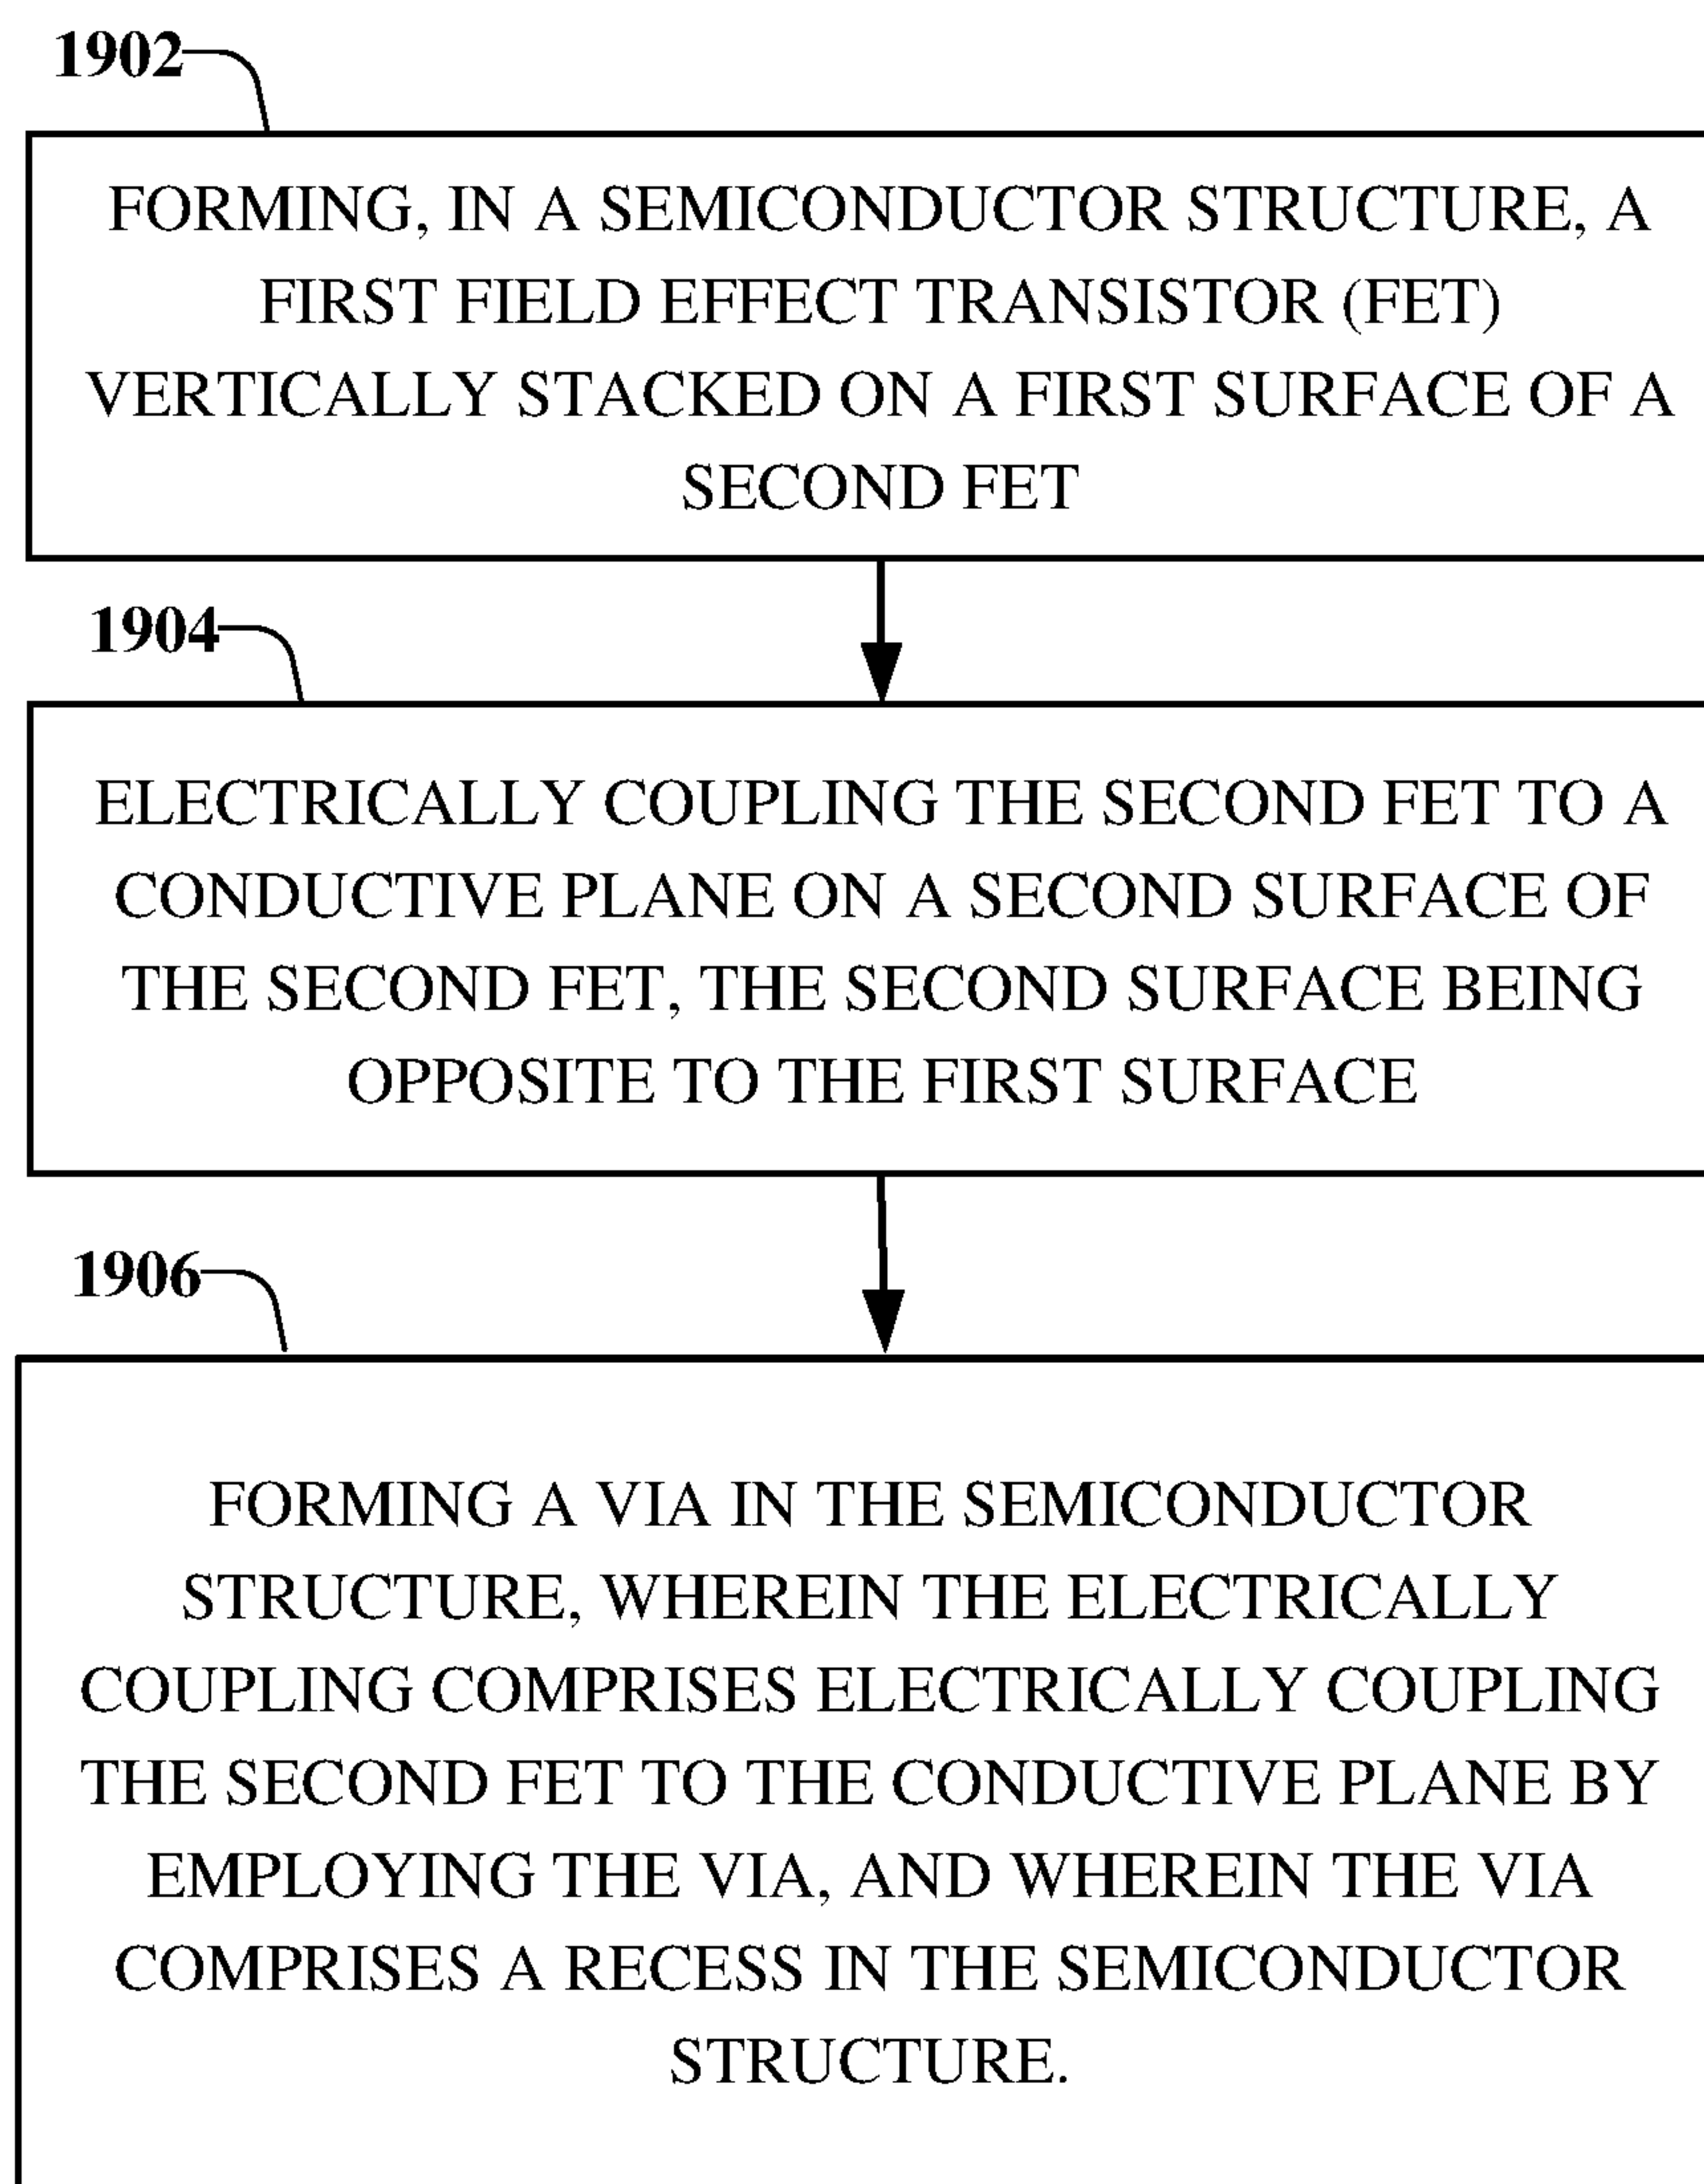 1902
FORMING, IN A SEMICONDUCTOR STRUCTURE, A
FIRST FIELD EFFECT TRANSISTOR (FET)
VERTICALLY STACKED ON A FIRST SURFACE OF A
SECOND FET
1904
ELECTRICALLY COUPLING THE SECOND FET TO A
CONDUCTIVE PLANE ON A SECOND SURFACE OF
THE SECOND FET, THE SECOND SURFACE BEING
OPPOSITE TO THE FIRST SURFACE
1906
FORMING A VIA IN THE SEMICONDUCTOR
STRUCTURE, WHEREIN THE ELECTRICALLY
COUPLING COMPRISES ELECTRICALLY COUPLING
THE SECOND FET TO THE CONDUCTIVE PLANE BY
EMPLOYING THE VIA, AND WHEREIN THE VIA
COMPRISES A RECESS IN THE SEMICONDUCTOR
STRUCTURE.